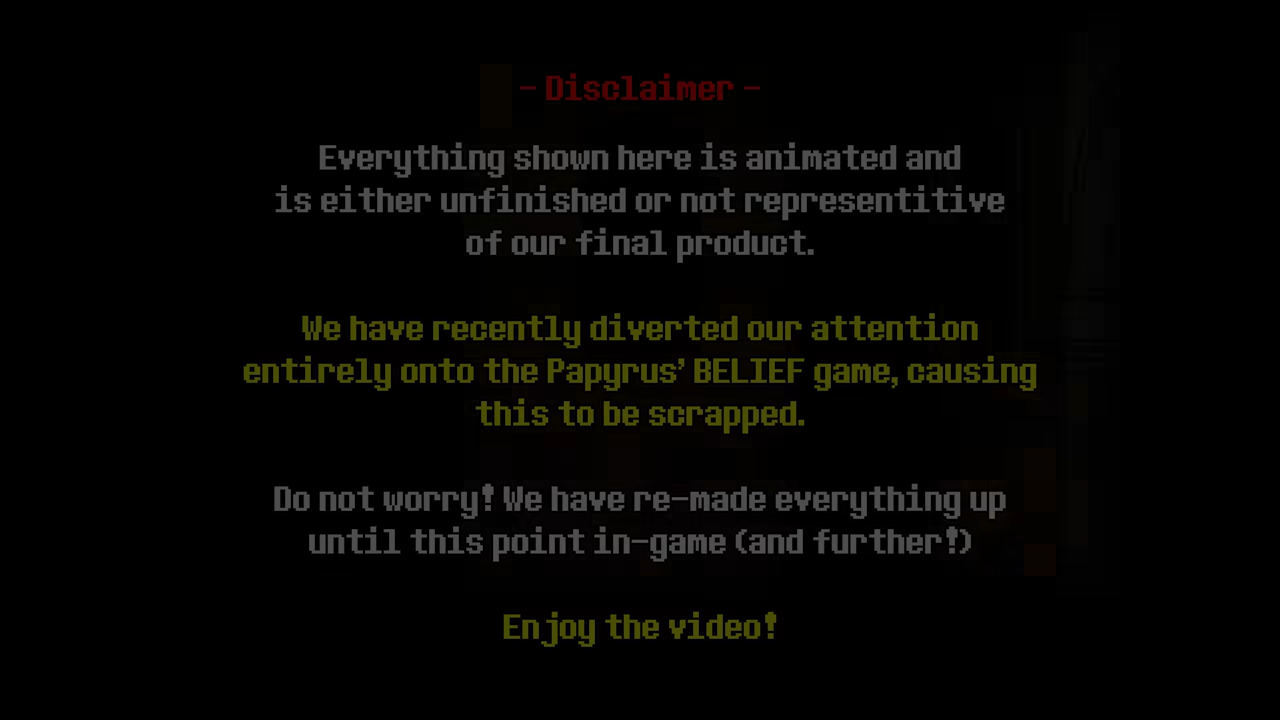 - Disclaimer -
Everything shown here is animated and
is either unfinished or not representitive
of our final product.
We have recently diverted our attention
entirely onto the Papyrus' BELIEF game, causing
this to be scrapped.
Do not worry! We have re-made everything up
until this point in-game (and further!)
Enjoy the video!